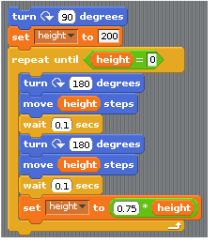 turn 90 degrees
set height to 200
repeat until height = 0
turn 180 degrees
move height steps
wait 0.1 secs
turn 180 degrees
move height steps
wait 0.1 secs
set height to 0.75 * height